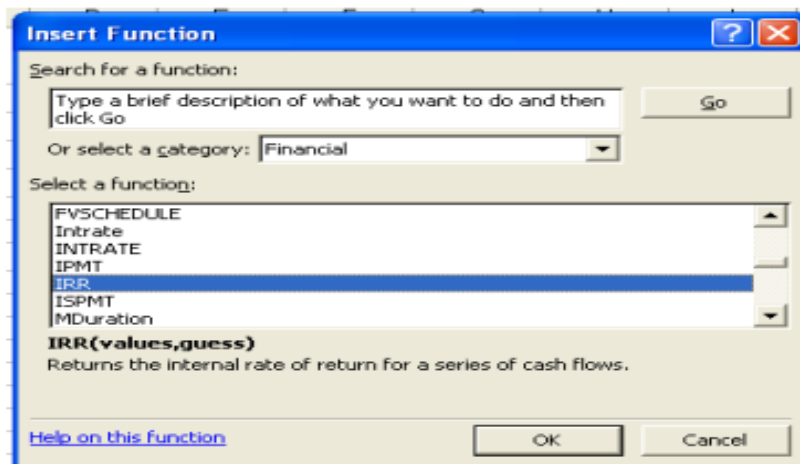 Insert Function
Search for a function:
Type a brief description of what you want to do and then
click Go
Go
Or select a category: Financial
Select a function:
FVSCHEDULE
Intrate
INTRATE
IPMT
IRR
ISPMT
MDuration
IRR(values,guess)
Returns the internal rate of return for a series of cash flows.
Help on this function
OK
Cancel